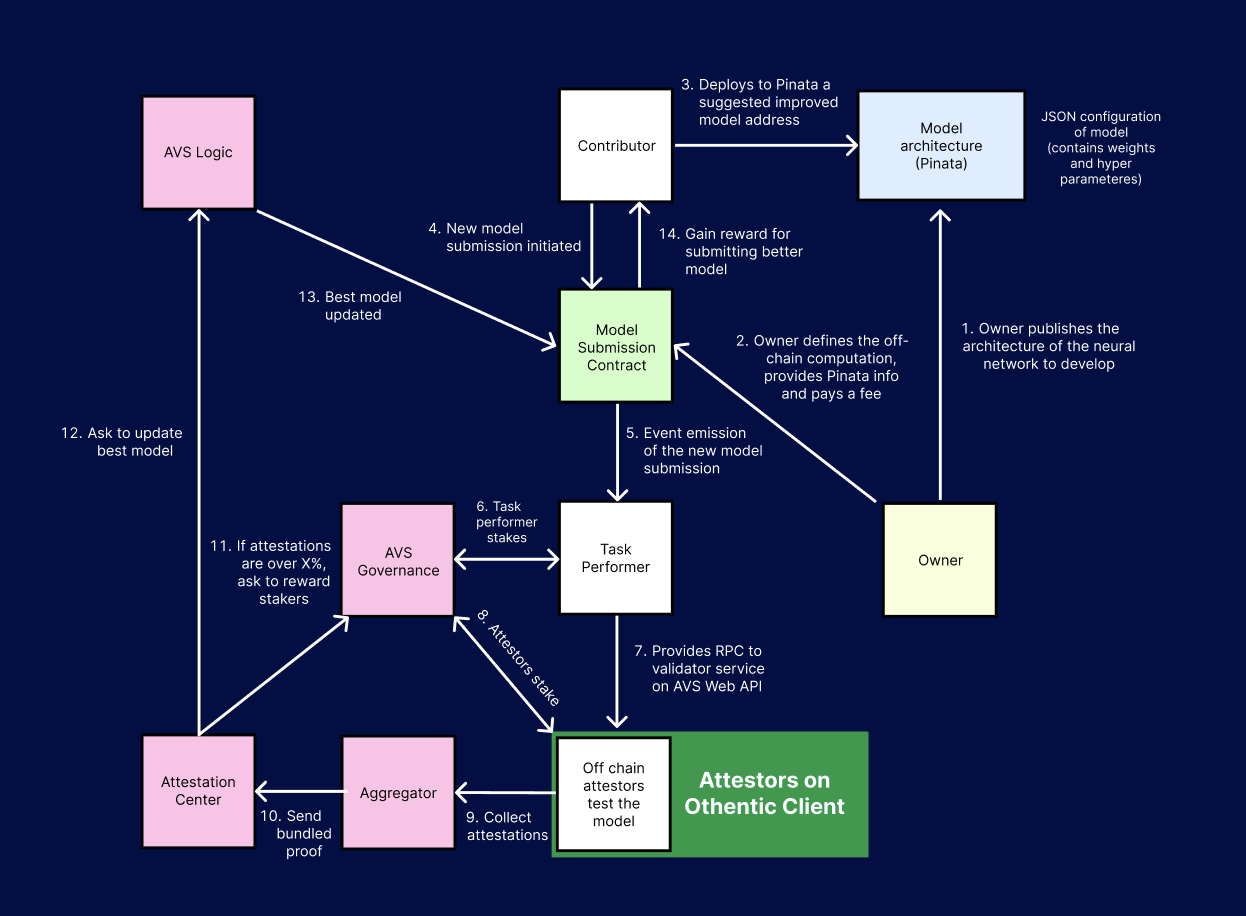 3. Deploys to Pinata a
suggested improved
model address
AVS Logic
Contributor
Model
architecture
(Pinata)
JSON configuration
of model
(contains weights
and hyper
parameteres)
4. New model
submission initiated
14. Gain reward for
submitting better
model
13. Best model
updated
Model
Submission
Contract
2. Owner defines the off-
chain computation,
provides Pinata info
and pays a fee
1. Owner publishes the
architecture of the neural
network to develop
12. Ask to update
best model
5. Event emission
of the new model
submission
6. Task
performer
stakes
11. If attestations
are over X%,
ask to reward
stakers
AVS
Governance
Task
Performer
Owner
8. Attestors stake
7. Provides RPC to
validator service
on AVS Web API
Attestation
Center
Aggregator
Off chain
attestors
test the
model
Attestors on
Othentic Client
10. Send
bundled
proof
9. Collect
attestations